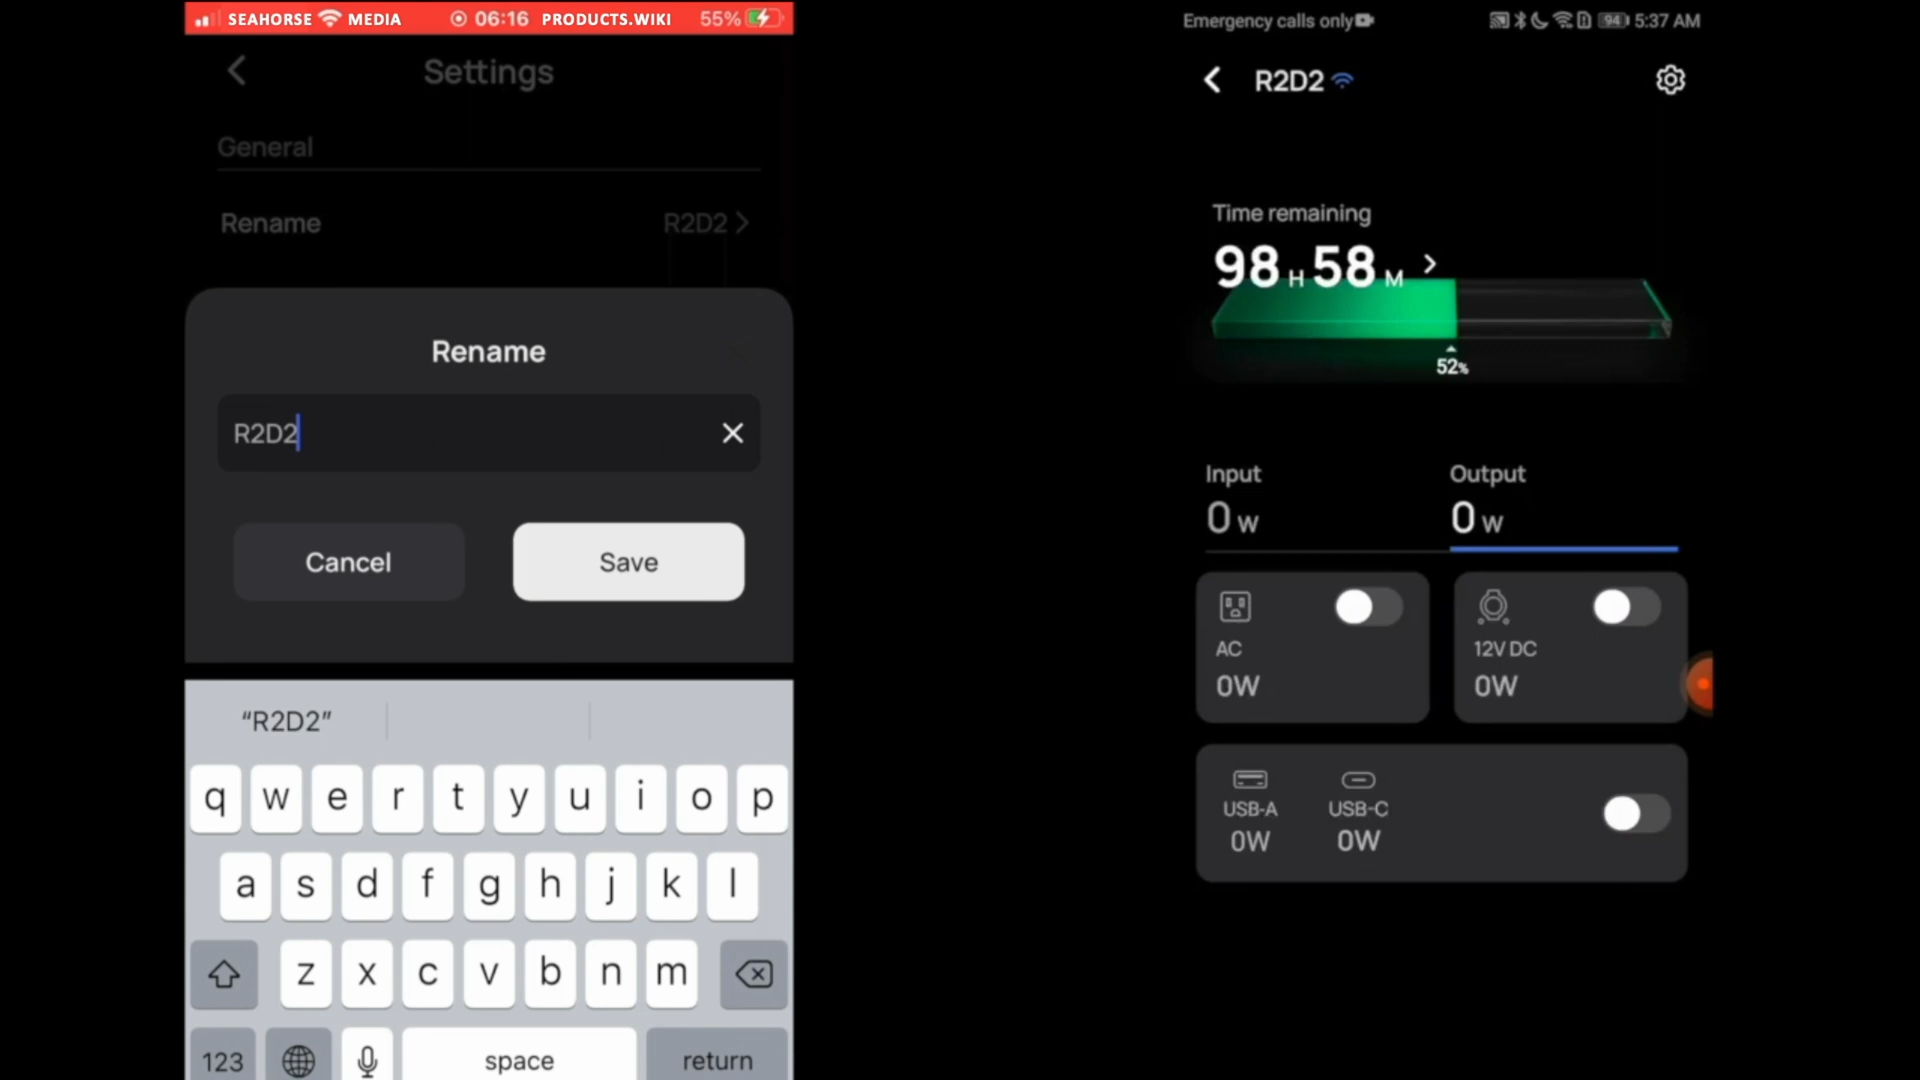 SEAHORSE MEDIA 06:16 PRODUCTS.WIKI 55%
Settings
General
Rename R2D2
Rename
R2D2
Cancel Save
“R2D2”
q w e r t y u i o p
a s d f g h j k l
z x c v b n m
123 space return
Emergency calls only 94 5:37 AM
R2D2
Time remaining
98 H 58 M
52%
Input Output
0 W 0 W
AC 12V DC
0W 0W
USB-A USB-C
0W 0W